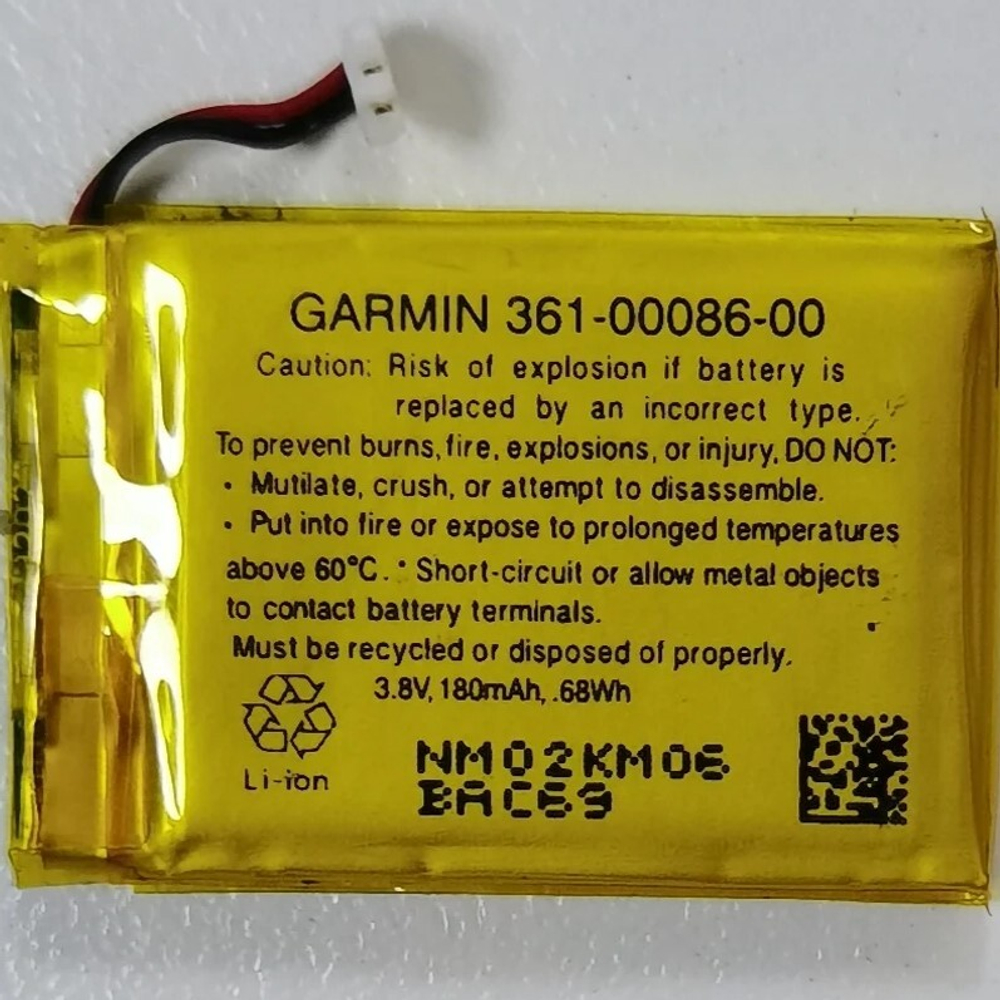 GARMIN 361-00086-00
Caution: Risk of explosion if battery is
replaced by an incorrect type.
To prevent burns, fire, explosions, or injury, DO NOT:
• Mutilate, crush, or attempt to disassemble.
• Put into fire or expose to prolonged temperatures
above 60°C. • Short-circuit or allow metal objects
to contact battery terminals.
Must be recycled or disposed of properly.
3.8V, 180mAh, .68Wh
Li-ion
NM02KM06
BAC69